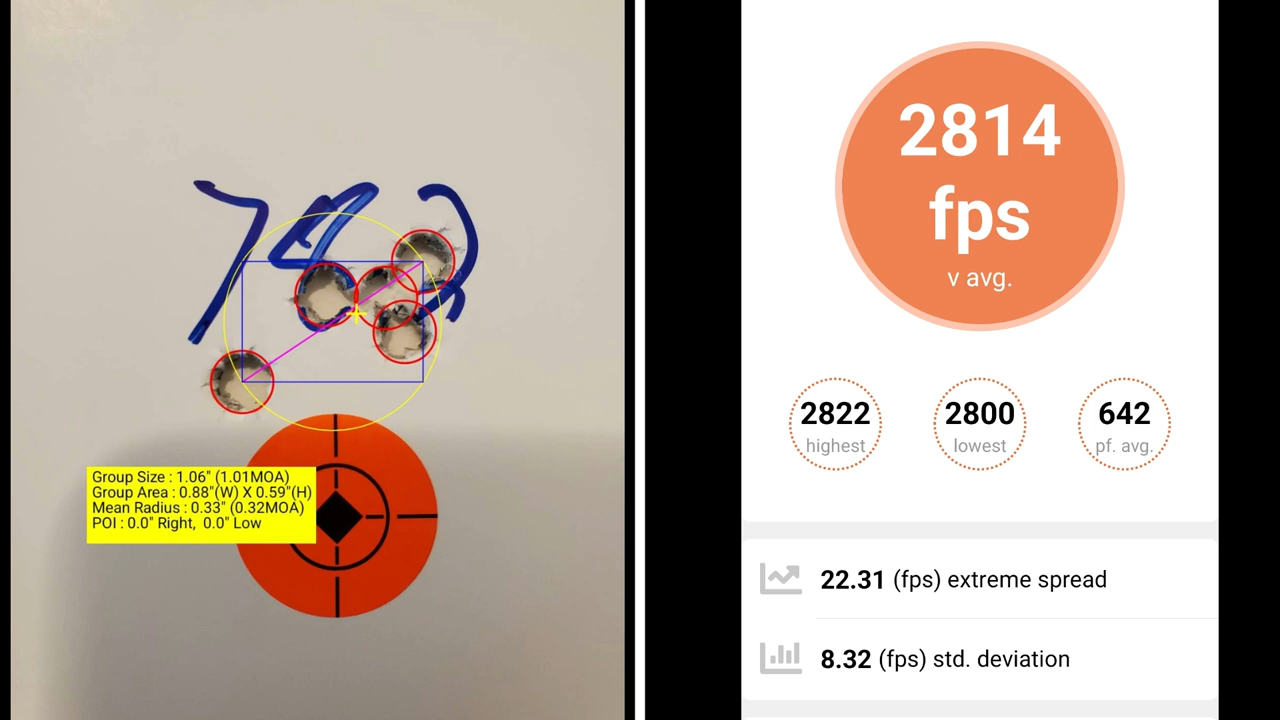 Group Size : 1.06" (1.01MOA)
Group Area : 0.88"(W) X 0.59"(H)
Mean Radius : 0.33" (0.32MOA)
POI : 0.0" Right, 0.0" Low
2814
fps
v avg.
2822
highest
2800
lowest
642
pf. avg.
22.31 (fps) extreme spread
8.32 (fps) std. deviation